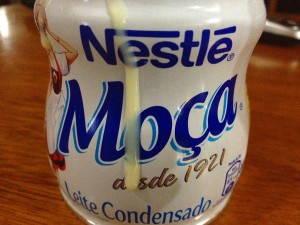 Nestlé
Moça
desde 1921
Leite Condensado